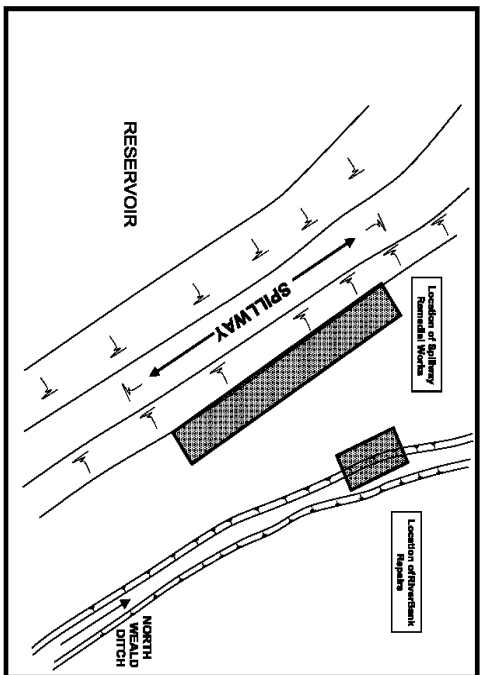 RESERVOIR
SPILLWAY
Location of Spillway
Remedial Works
Location of RiverBank
Repairs
NORTH
WEALD
DITCH